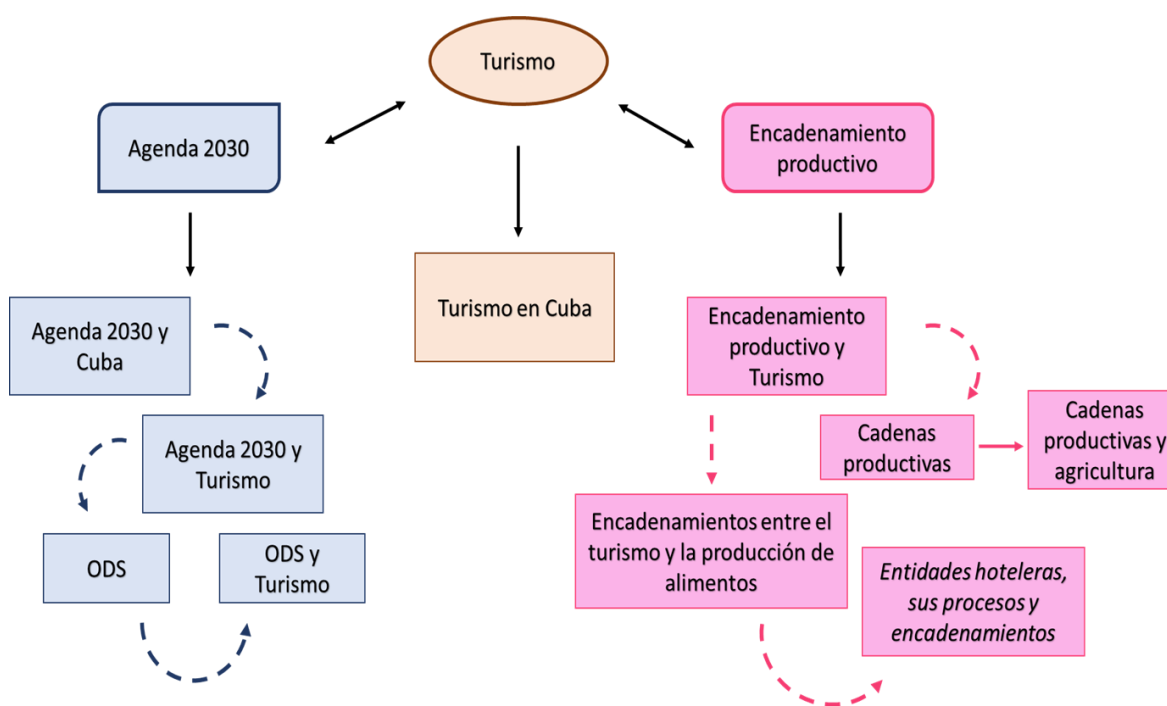 Turismo
Agenda 2030
Encadenamiento
productivo
Turismo en Cuba
Agenda 2030 y
Cuba
Encadenamiento
productivo y
Turismo
Agenda 2030 y
Turismo
Cadenas
productivas
Cadenas
productivas y
agricultura
ODS
ODS y
Turismo
Encadenamientos entre el
turismo y la producción de
alimentos
Entidades hoteleras,
sus procesos y
encadenamientos